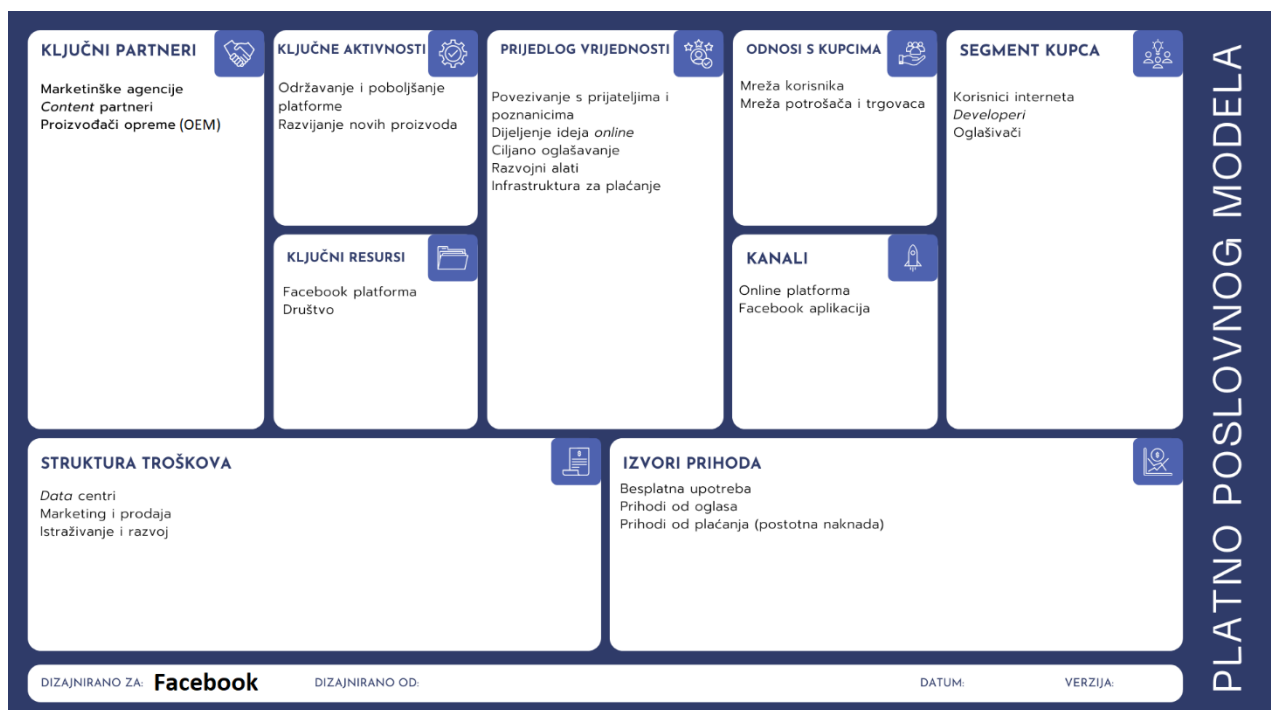 KLJUČNI PARTNERI
Marketinške agencije
Content partneri
Proizvođači opreme (OEM)
KLJUČNE AKTIVNOSTI
Održavanje i poboljšanje
platforme
Razvijanje novih proizvoda
KLJUČNI RESURSI
Facebook platforma
Društvo
PRIJEDLOG VRIJEDNOSTI
Povezivanje s prijateljima i
poznanicima
Dijeljenje ideja online
Ciljano oglašavanje
Razvojni alati
Infrastruktura za plaćanje
ODNOSI S KUPCIMA
Mreža korisnika
Mreža potrošača i trgovaca
KANALI
Online platforma
Facebook aplikacija
SEGMENT KUPCA
Korisnici interneta
Developeri
Oglašivači
STRUKTURA TROŠKOVA
Data centri
Marketing i prodaja
Istraživanje i razvoj
IZVORI PRIHODA
Besplatna upotreba
Prihodi od oglasa
Prihodi od plaćanja (postotna naknada)
DIZAJNIRANO ZA: Facebook
DIZAJNIRANO OD:
DATUM:
VERZIJA:
PLATNO POSLOVNOG MODELA